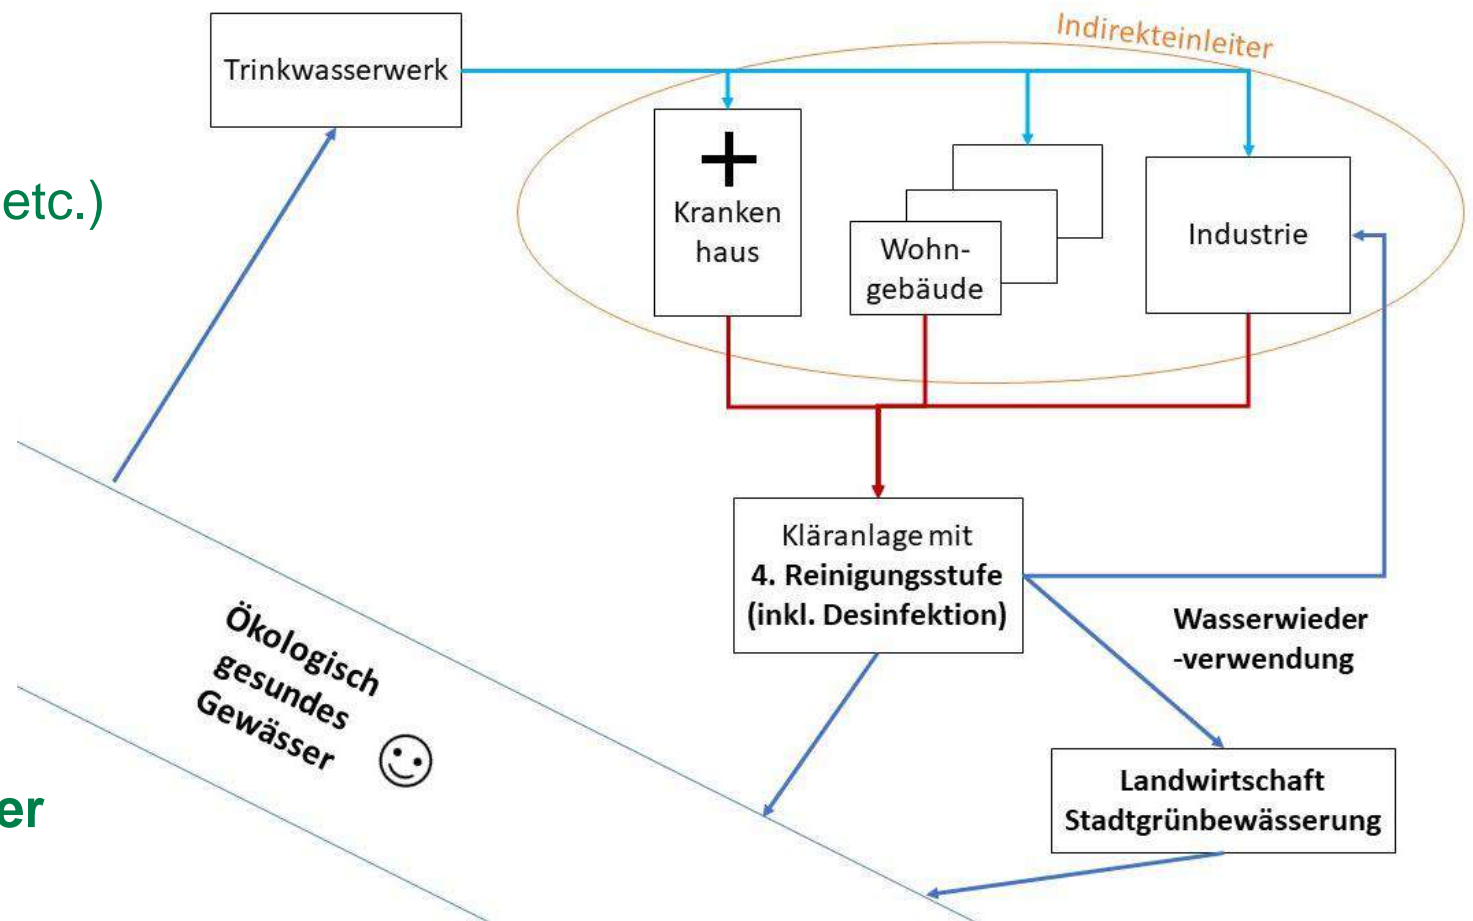 Indirekteinleiter
Trinkwasserwerk
etc.)
Kranken
haus
Wohn-
gebäude
Industrie
Kläranlage mit
4. Reinigungsstufe
(inkl. Desinfektion)
Wasserwieder
-verwendung
Ökologisch
gesundes
Gewässer
Landwirtschaft
Stadtgrünbewässerung
er